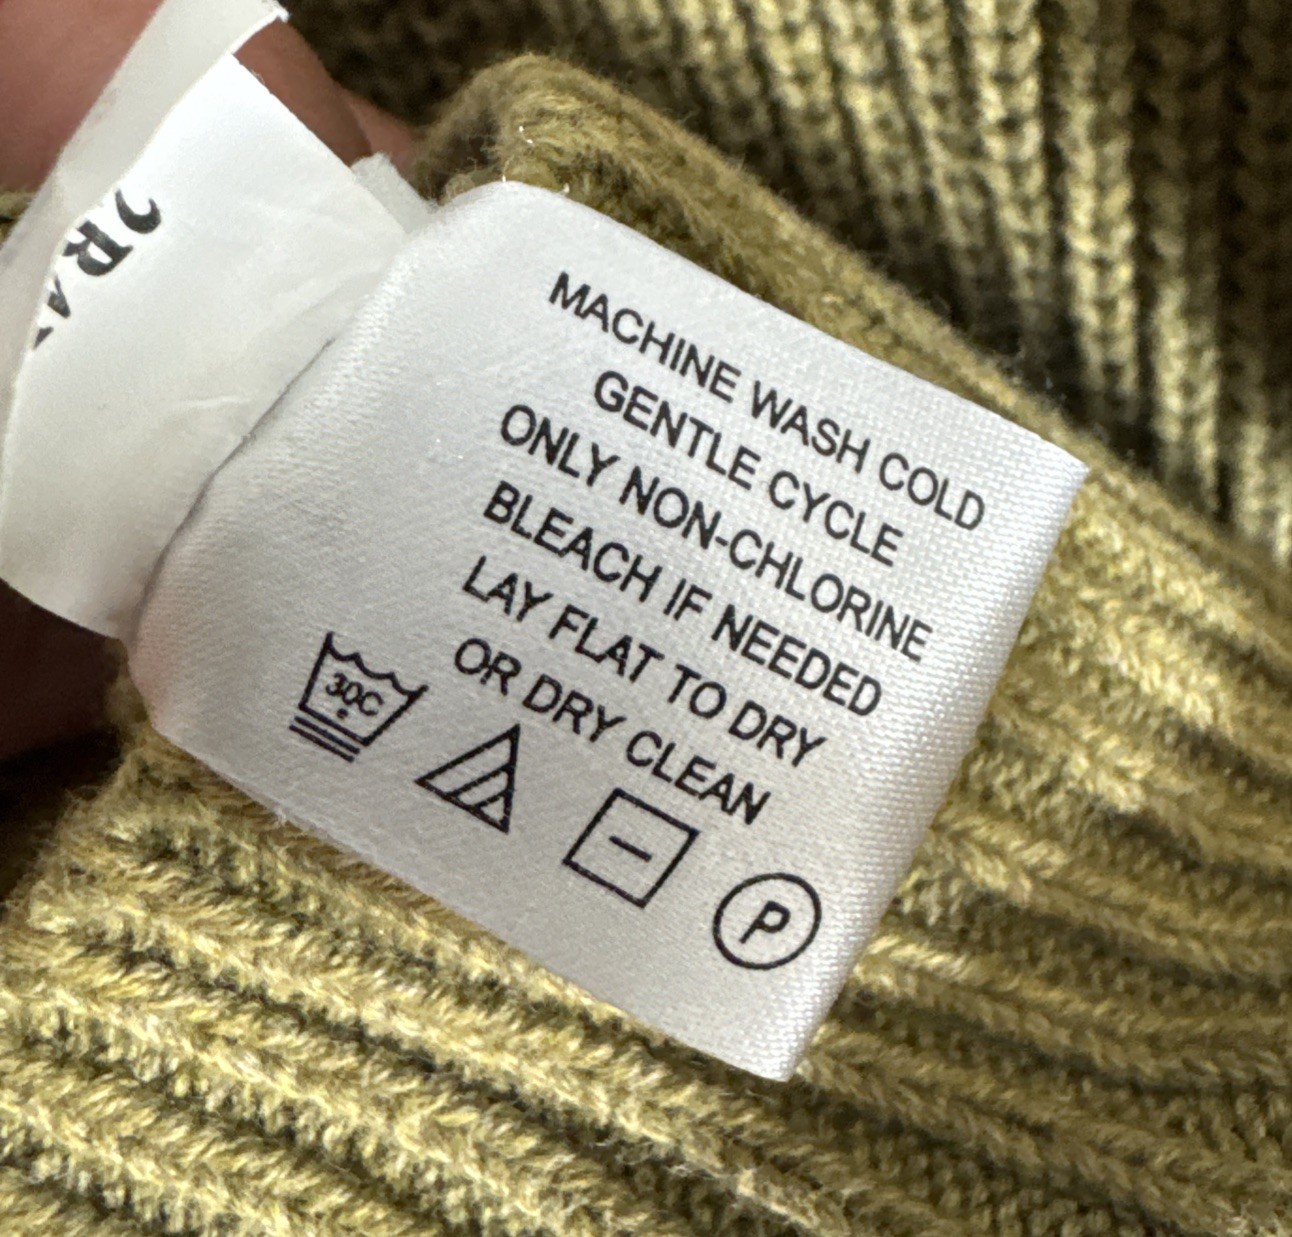 MACHINE WASH COLD
GENTLE CYCLE
ONLY NON-CHLORINE
BLEACH IF NEEDED
LAY FLAT TO DRY
OR DRY CLEAN
30C
P